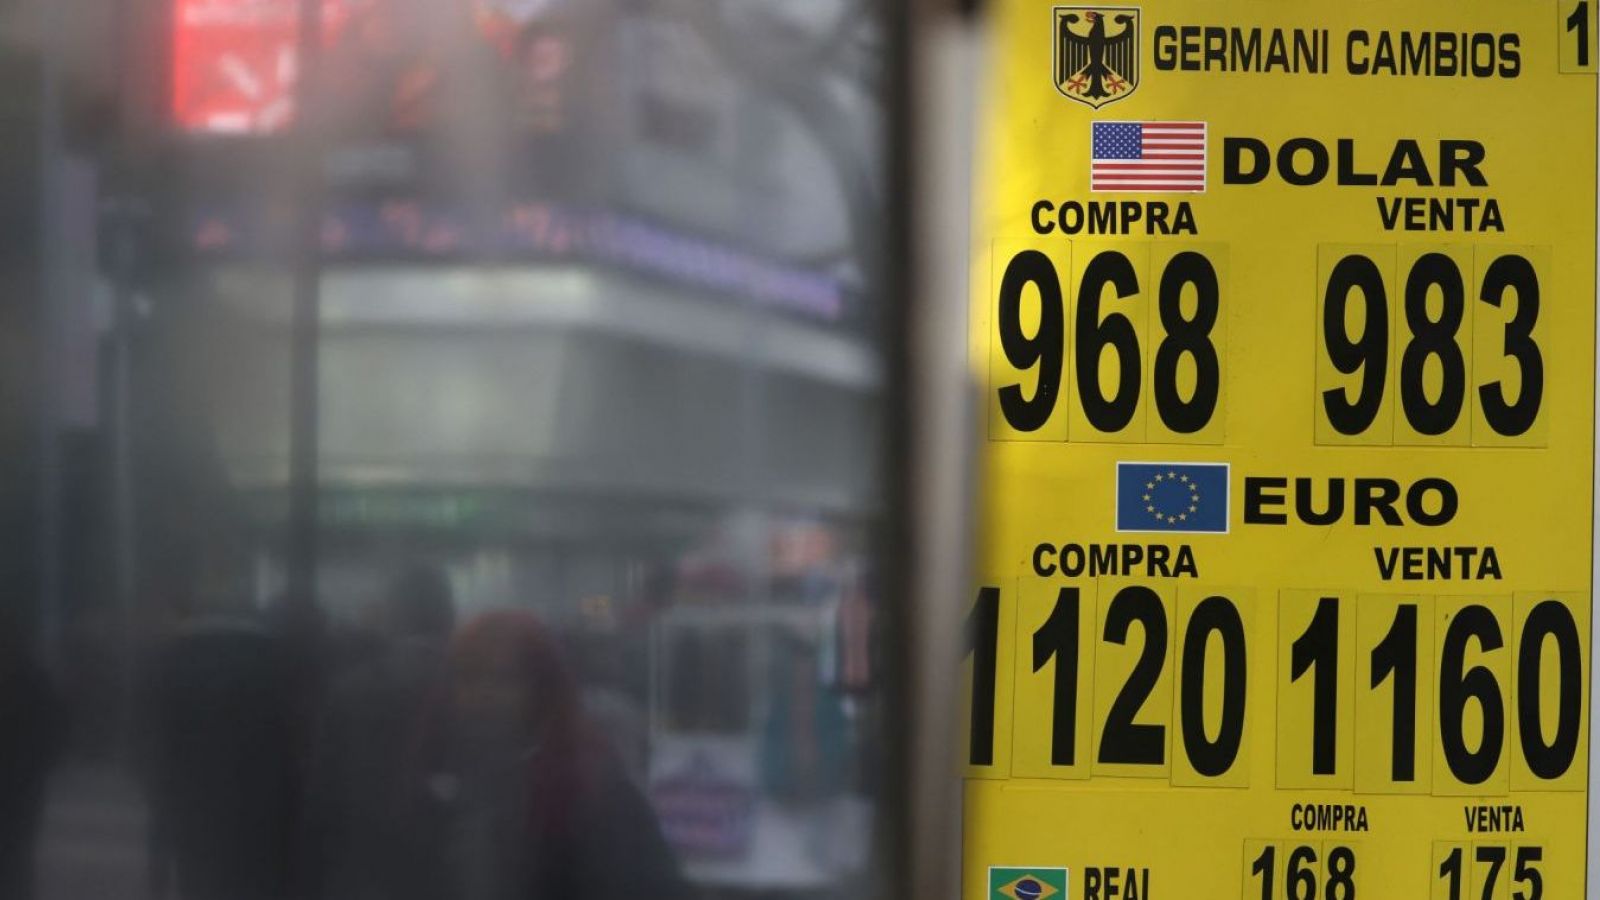 GERMANI CAMBIOS
1
DOLAR
COMPRA VENTA
968 983
EURO
COMPRA VENTA
1120 1160
COMPRA VENTA
REAL 168 175